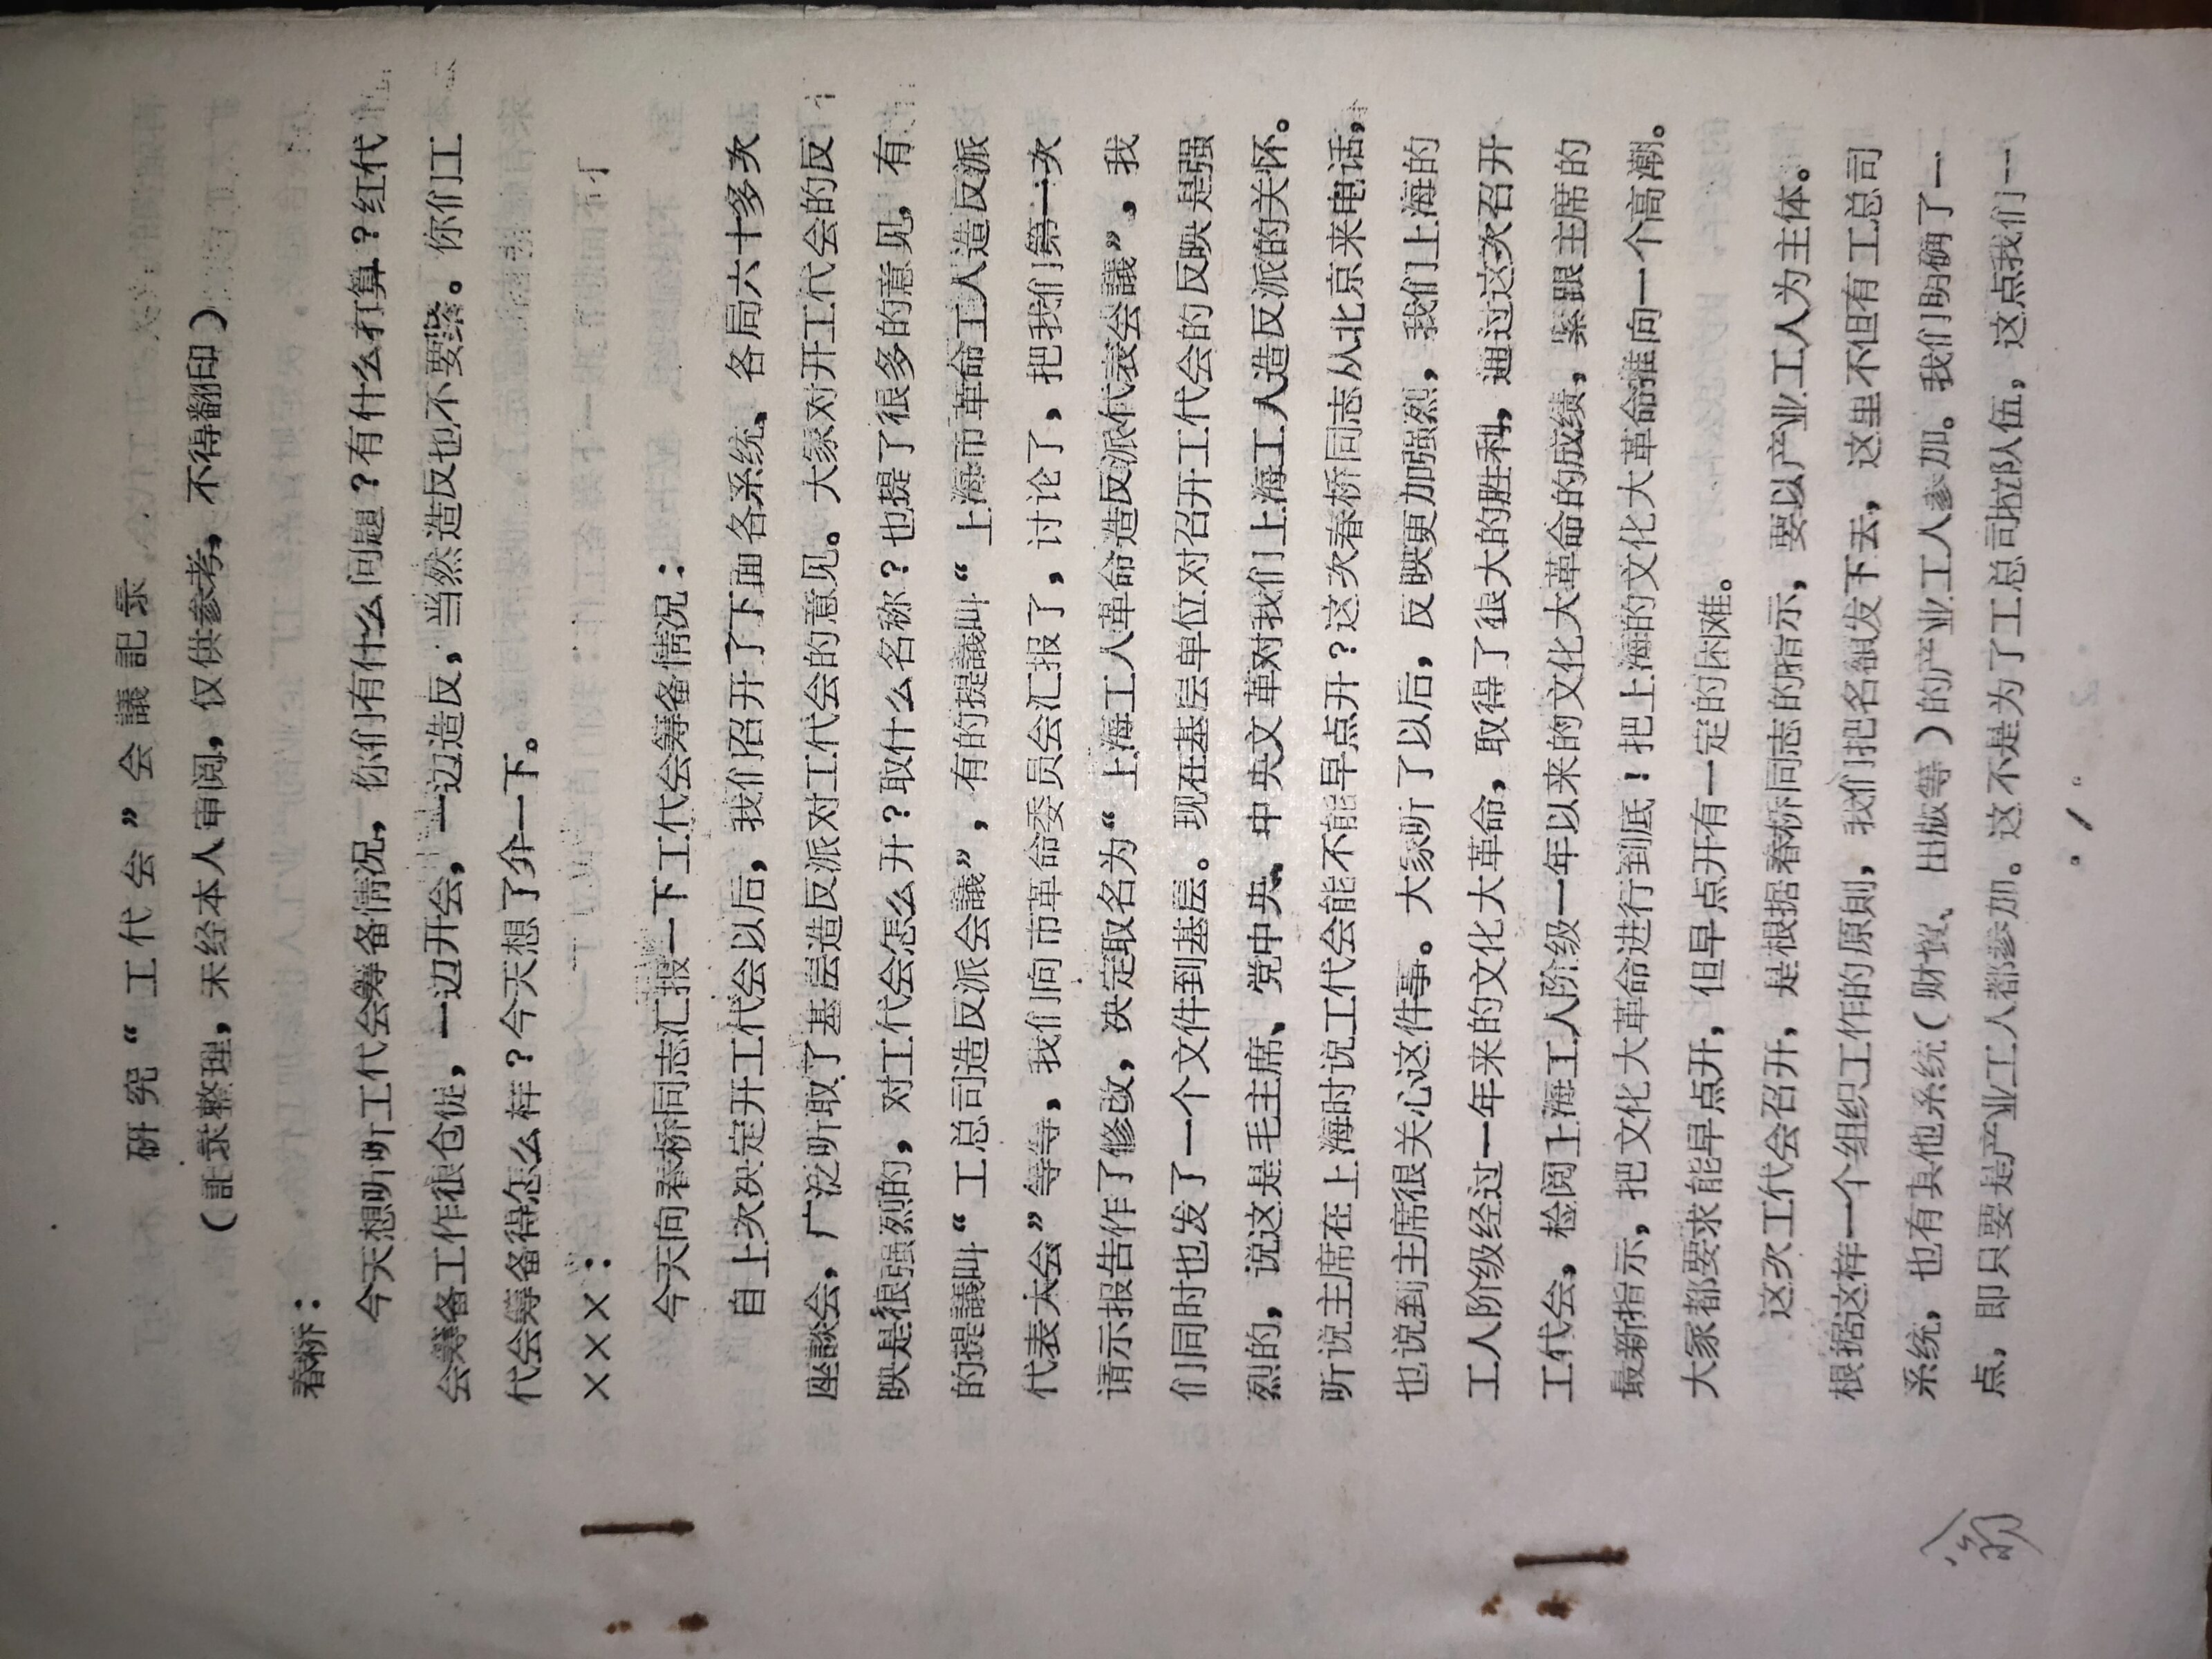 研究“工代会”会議記录
(記录整理，未经本人审阅，仅供参考，不得翻印)
春桥：
今天想听听工代会筹备情况，你们有什么问题？有什么打算？红代
会筹备工作很仓促，一边开会，一边造反，当然造反也不要紧。你们工
代会筹备得怎么样？今天想了介一下。
×××：
今天向春桥同志汇报一下工代会筹备情况：
自上次决定开工代会以后，我们召开了下面各系统、各局六十多次
座談会，广泛听取了基层造反派对工代会的意见。大家对开工代会的反
映是很强烈的，对工代会怎么开？取什么名称？也提了很多的意见，有
的提議叫“工总司造反派会議”，有的提議叫“上海市革命工人造反派
代表大会”等等，我们向市革命委员会汇报了，讨论了，把我们第一次
请示报告作了修改，决定取名为“上海工人革命造反派代表会議”，我
们同时也发了一个文件到基层。现在基层单位对召开工代会的反映是强
烈的，说这是毛主席、党中央、中央文革对我们上海工人造反派的关怀。
听说主席在上海时说工代会能不能早点开？这次春桥同志从北京来电话，
也说到主席很关心这件事。大家听了以后，反映更加强烈，我们上海的
工人阶级经过一年来的文化大革命，取得了很大的胜利，通过这次召开
工代会，检阅上海工人阶级一年以来的文化大革命的成绩，紧跟主席的
最新指示，把文化大革命进行到底！把上海的文化大革命推向一个高潮。
大家都要求能早点开，但早点开有一定的困难。
这次工代会召开，是根据春桥同志的指示，要以产业工人为主体。
根据这样一个组织工作的原則，我们把名額发下去，这里不但有工总司
系统，也有其他系统(财貿、出版等)的产业工人参加。我们明确了一
点，即只要是产业工人都参加。这不是为了工总司拉队伍，这点我们一
·1·